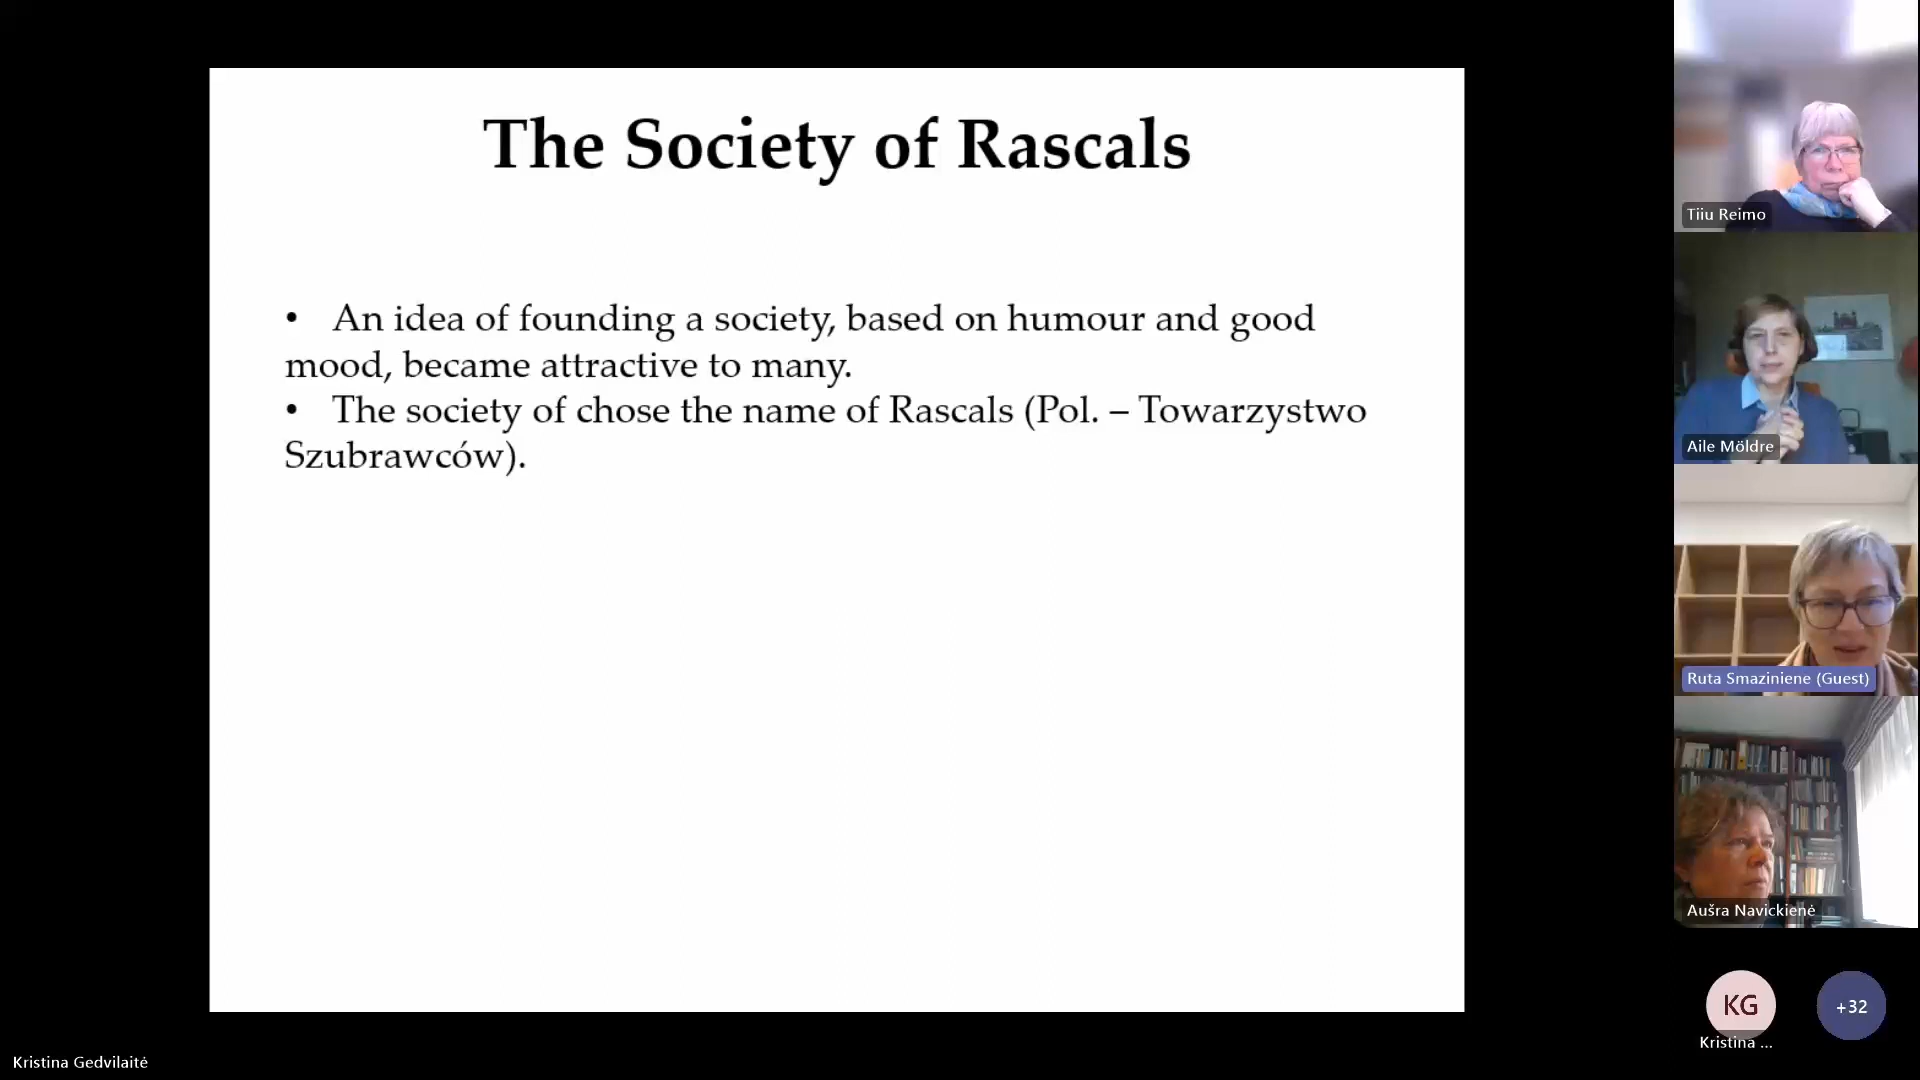 The Society of Rascals
• An idea of founding a society, based on humour and good
mood, became attractive to many.
• The society of chose the name of Rascals (Pol. – Towarzystwo
Szubrawców).
Tiiu Reimo
Aile Möldre
Ruta Smaziniene (Guest)
Aušra Navickienė
KG
+32
Kristina ...
Kristina Gedvilaitė